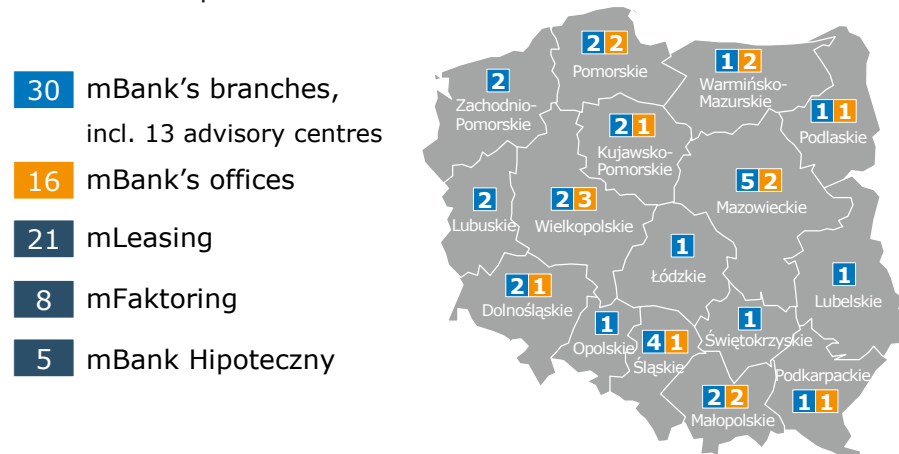 30 mBank's branches,
incl. 13 advisory centres
16 mBank's offices
21 mLeasing
8 mFaktoring
5 mBank Hipoteczny
2 2
Pomorskie
1 2
Warmińsko-
Mazurskie
2
Zachodnio-
Pomorskie
1 1
Podlaskie
2 1
Kujawsko-
Pomorskie
5 2
Mazowieckie
2
Lubuskie
2 3
Wielkopolskie
1
Łódzkie
1
Lubelskie
2 1
Dolnośląskie
1
Opolskie
4 1
Śląskie
1
Świętokrzyskie
2 2
Małopolskie
Podkarpackie
1 1